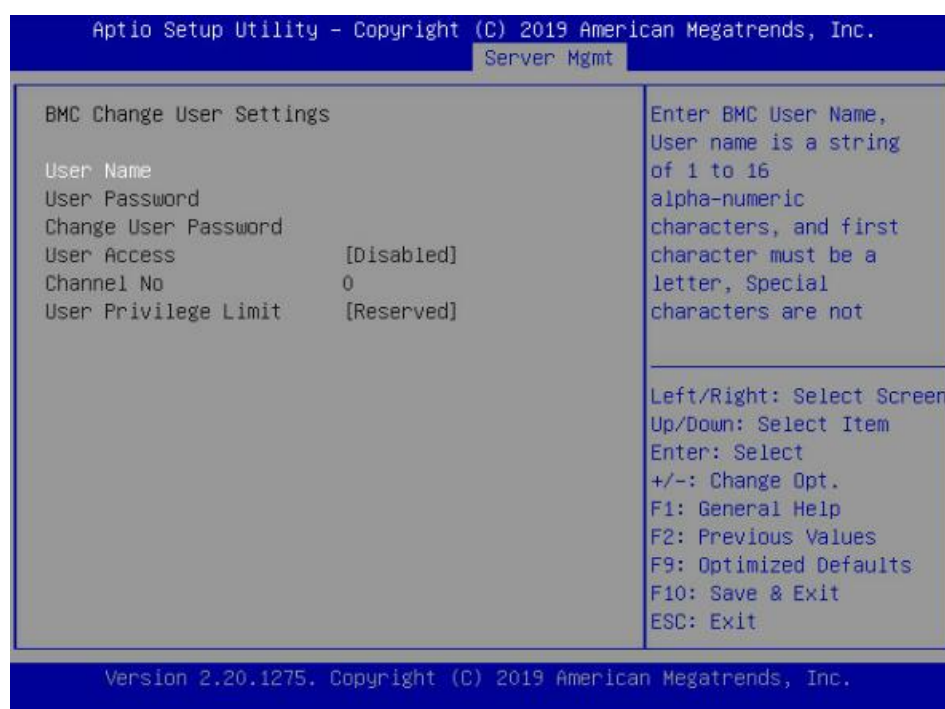 Aptio Setup Utility – Copyright (C) 2019 American Megatrends, Inc.
Server Mgmt
BMC Change User Settings
User Name
User Password
Change User Password
User Access [Disabled]
Channel No 0
User Privilege Limit [Reserved]
Enter BMC User Name,
User name is a string
of 1 to 16
alpha-numeric
characters, and first
character must be a
letter, Special
characters are not
Left/Right: Select Screen
Up/Down: Select Item
Enter: Select
+/-: Change Opt.
F1: General Help
F2: Previous Values
F9: Optimized Defaults
F10: Save & Exit
ESC: Exit
Version 2.20.1275. Copyright (C) 2019 American Megatrends, Inc.